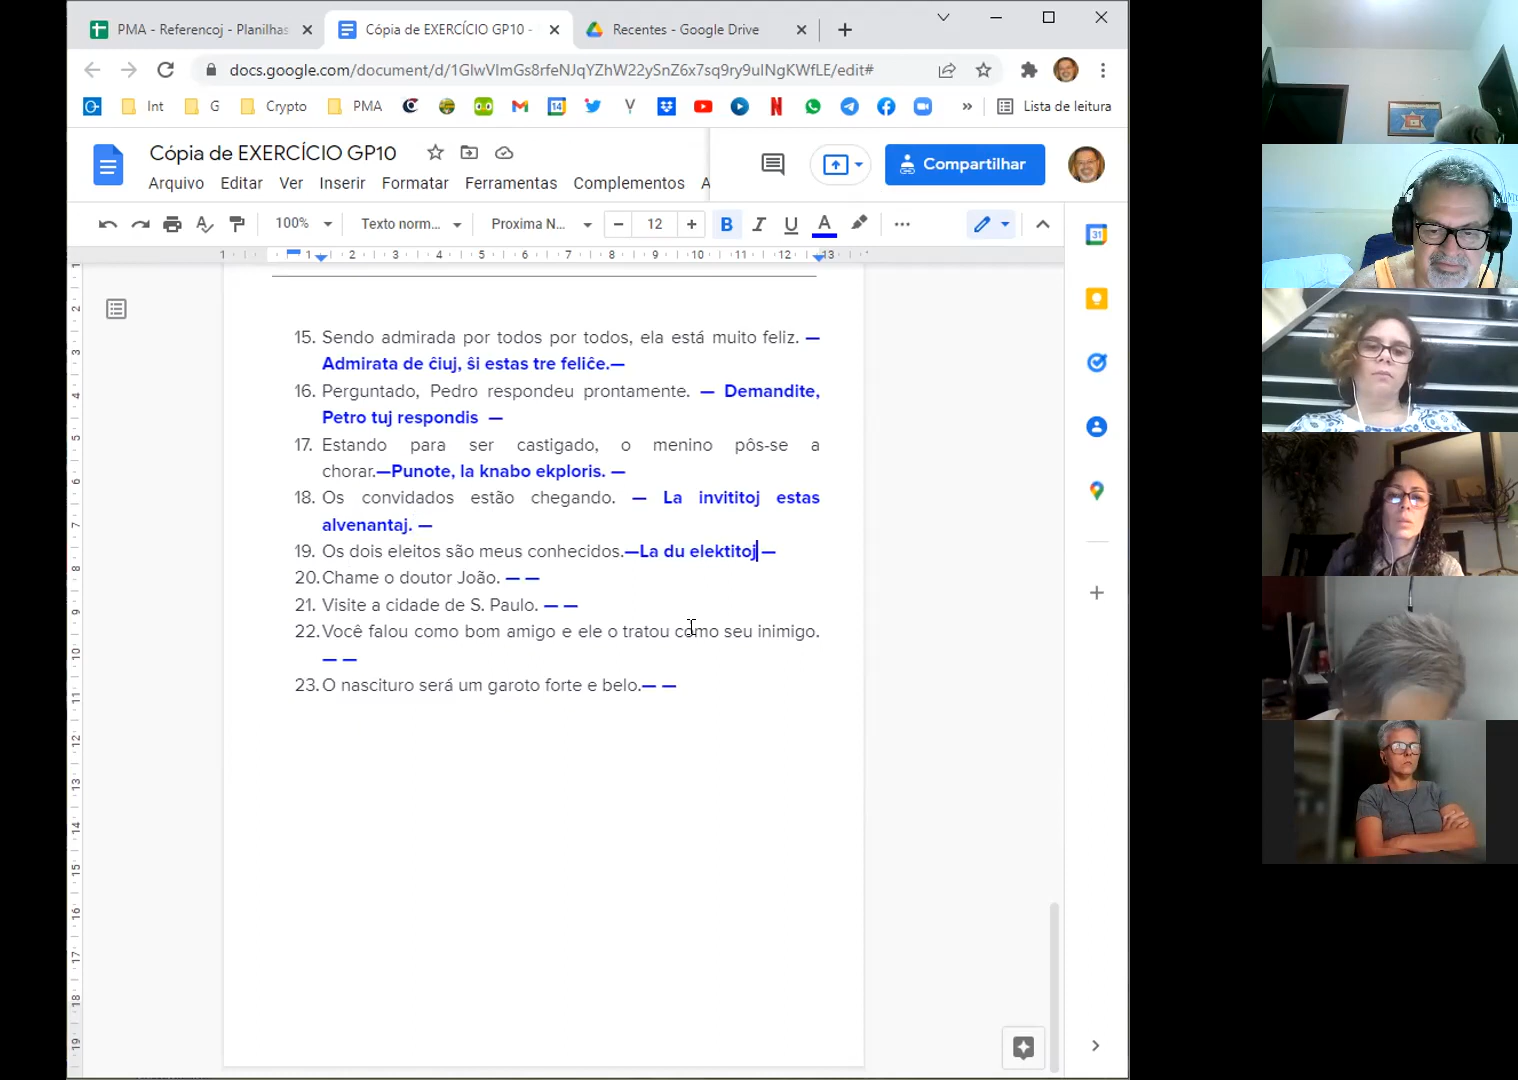 PMA - Referencoj - Planilhas
Cópia de EXERCÍCIO GP10 -
Recentes - Google Drive
docs.google.com/document/d/1GlwVlmGs8rfeNJqYZhW22ySnZ6x7sq9ry9uINgKWfLE/edit#
Int
G
Crypto
PMA
14
Lista de leitura
Cópia de EXERCÍCIO GP10
Compartilhar
Arquivo Editar Ver Inserir Formatar Ferramentas Complementos A
100% Texto norm... Proxima N... 12
31
15. Sendo admirada por todos por todos, ela está muito feliz. —
Admirata de ĉiuj, ŝi estas tre feliĉe.—
16. Perguntado, Pedro respondeu prontamente. — Demandite,
Petro tuj respondis —
17. Estando para ser castigado, o menino pôs-se a
chorar.—Punote, la knabo ekploris. —
18. Os convidados estão chegando. — La invititoj estas
alvenantaj. —
19. Os dois eleitos são meus conhecidos.—La du elektitoj —
20. Chame o doutor João. — —
21. Visite a cidade de S. Paulo. — —
22. Você falou como bom amigo e ele o tratou como seu inimigo.
— —
23. O nascituro será um garoto forte e belo.— —